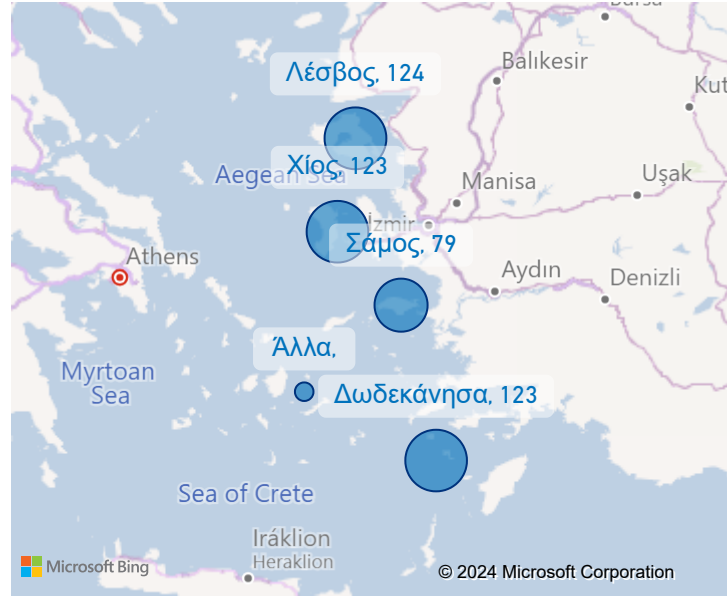 Bursa
Balıkesir
Λέσβος, 124
Kut
Χίος, 123
Aegean Sea
Manisa
Uşak
İzmir
Σάμος, 79
Athens
Aydın
Denizli
Άλλα,
Myrtoan
Sea
Δωδεκάνησα, 123
Sea of Crete
Iráklion
Heraklion
Microsoft Bing
© 2024 Microsoft Corporation